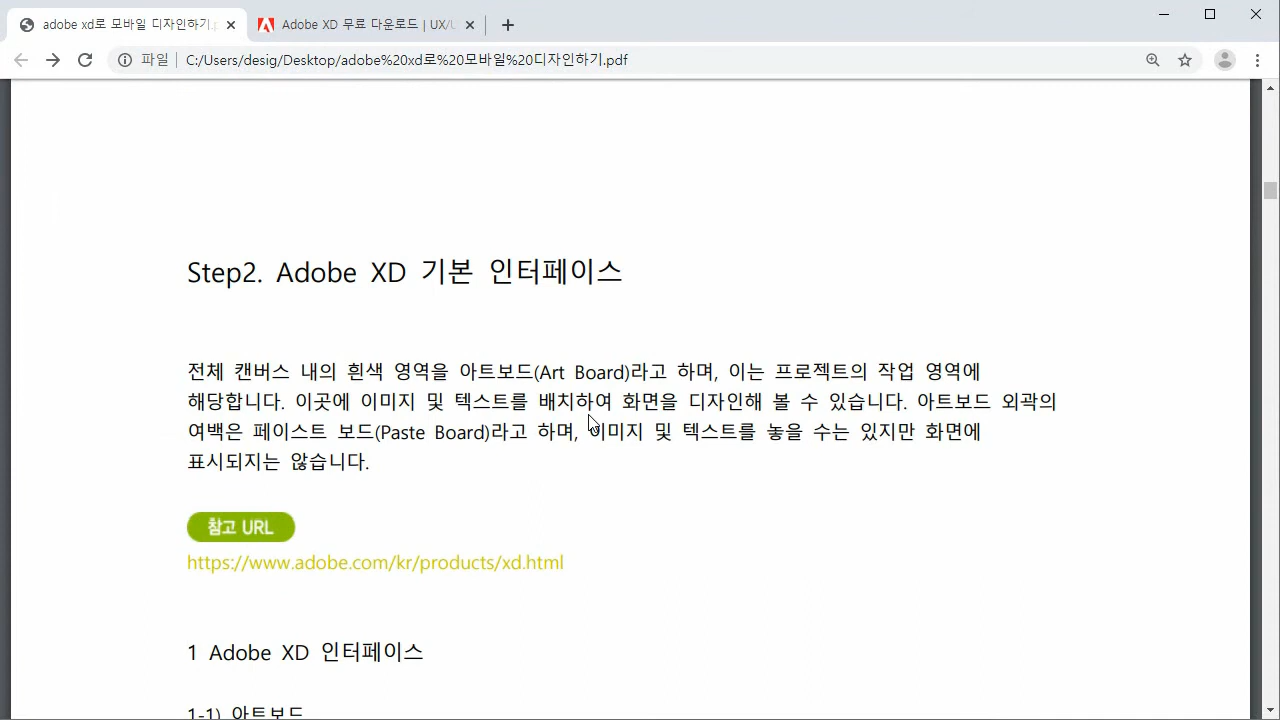 adobe xd로 모바일 디자인하기.p
Adobe XD 무료 다운로드 | UX/U
파일
C:/Users/desig/Desktop/adobe%20xd로%20모바일%20디자인하기.pdf
Step2. Adobe XD 기본 인터페이스
전체 캔버스 내의 흰색 영역을 아트보드(Art Board)라고 하며, 이는 프로젝트의 작업 영역에
해당합니다. 이곳에 이미지 및 텍스트를 배치하여 화면을 디자인해 볼 수 있습니다. 아트보드 외곽의
여백은 페이스트 보드(Paste Board)라고 하며, 이미지 및 텍스트를 놓을 수는 있지만 화면에
표시되지는 않습니다.
참고 URL
https://www.adobe.com/kr/products/xd.html
1 Adobe XD 인터페이스
1-1) 아트보드